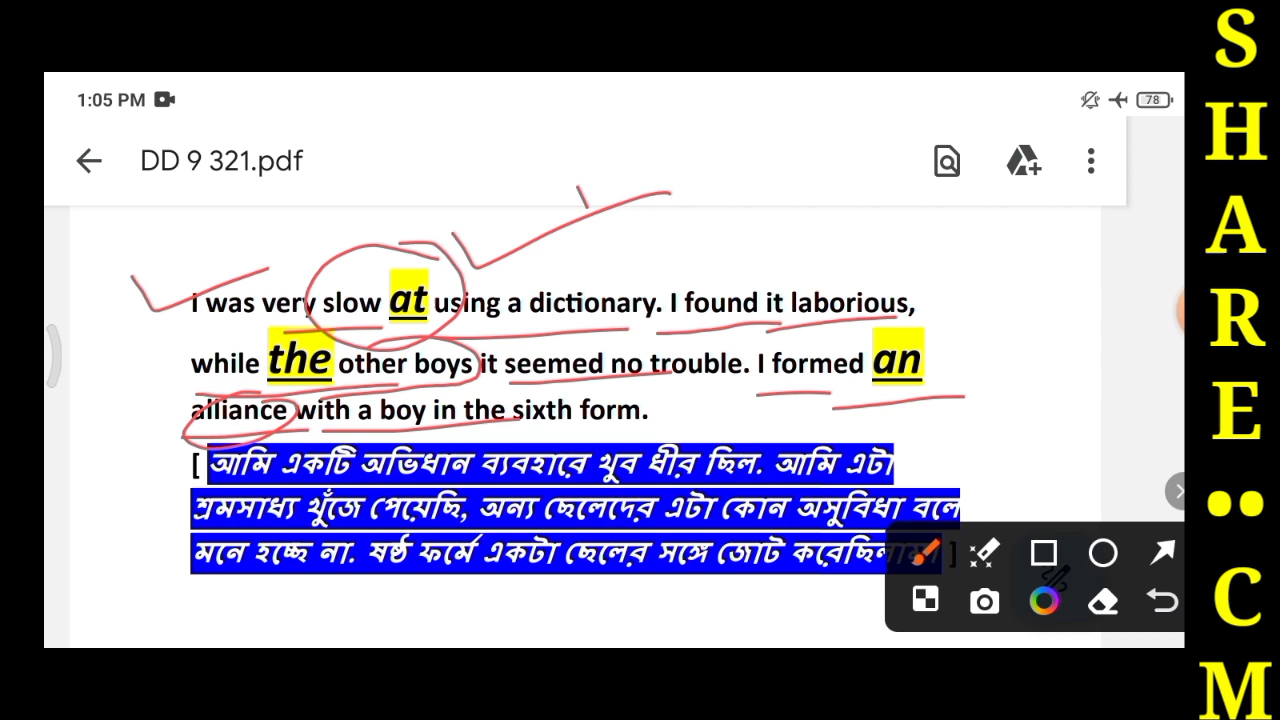 1:05 PM
78
DD 9 321.pdf
I was very slow at using a dictionary. I found it laborious,
while the other boys it seemed no trouble. I formed an
alliance with a boy in the sixth form.
[ আমি একটি অভিধান ব্যবহারে খুব ধীর ছিল. আমি এটা
শ্রমসাধ্য খুঁজে পেয়েছি, অন্য ছেলেদের এটা কোন অসুবিধা বলে
মনে হচ্ছে না. ষষ্ঠ ফর্মে একটা ছেলের সঙ্গে জোট ]
SHARE••CM